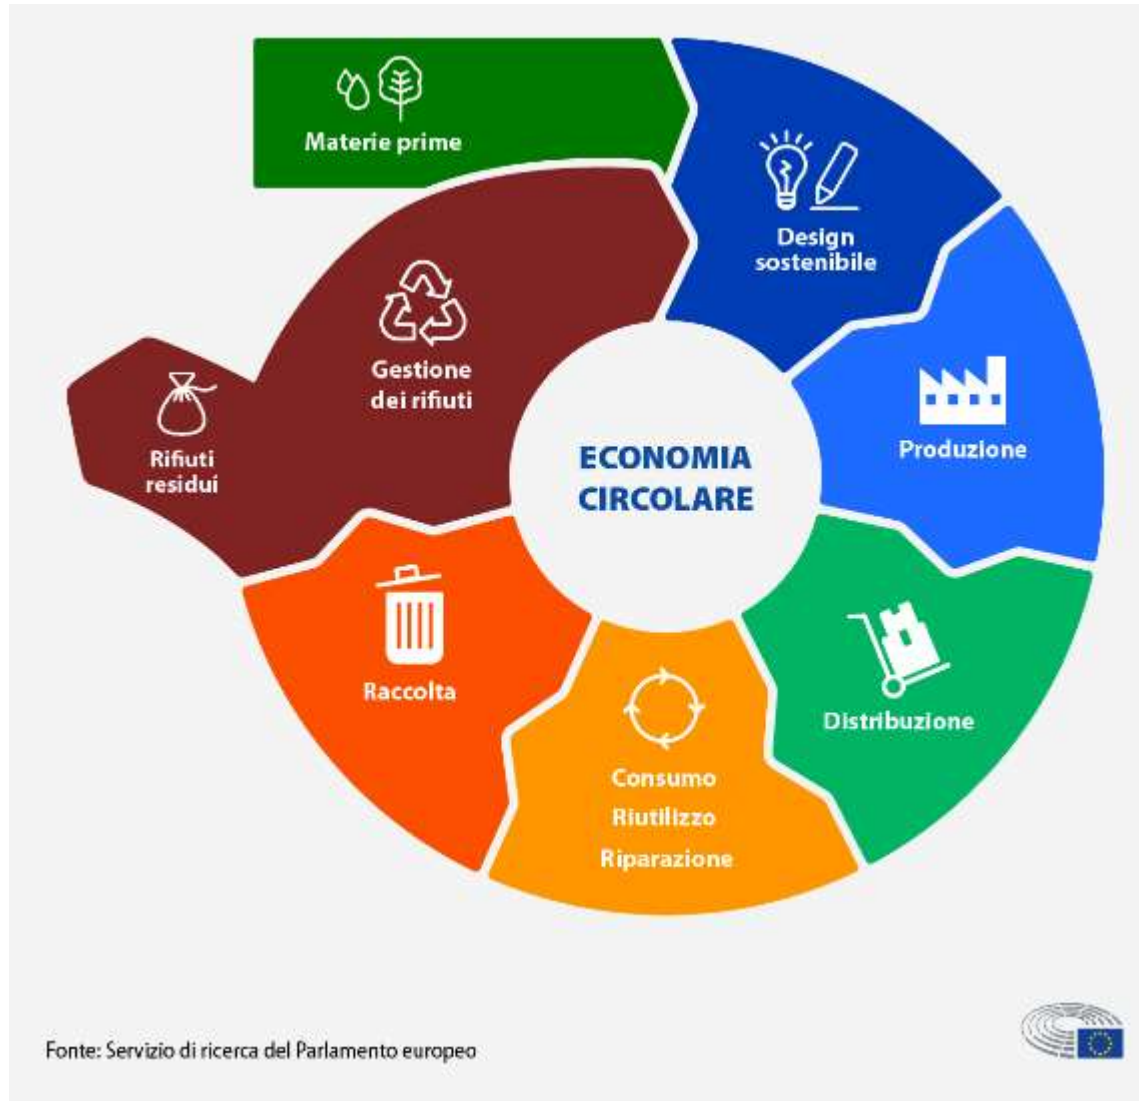 Materie prime
Design
sostenibile
Produzione
Distribuzione
Consumo
Riutilizzo
Riparazione
Raccolta
Gestione
dei rifiuti
Rifiuti
residui
ECONOMIA
CIRCOLARE
Fonte: Servizio di ricerca del Parlamento europeo